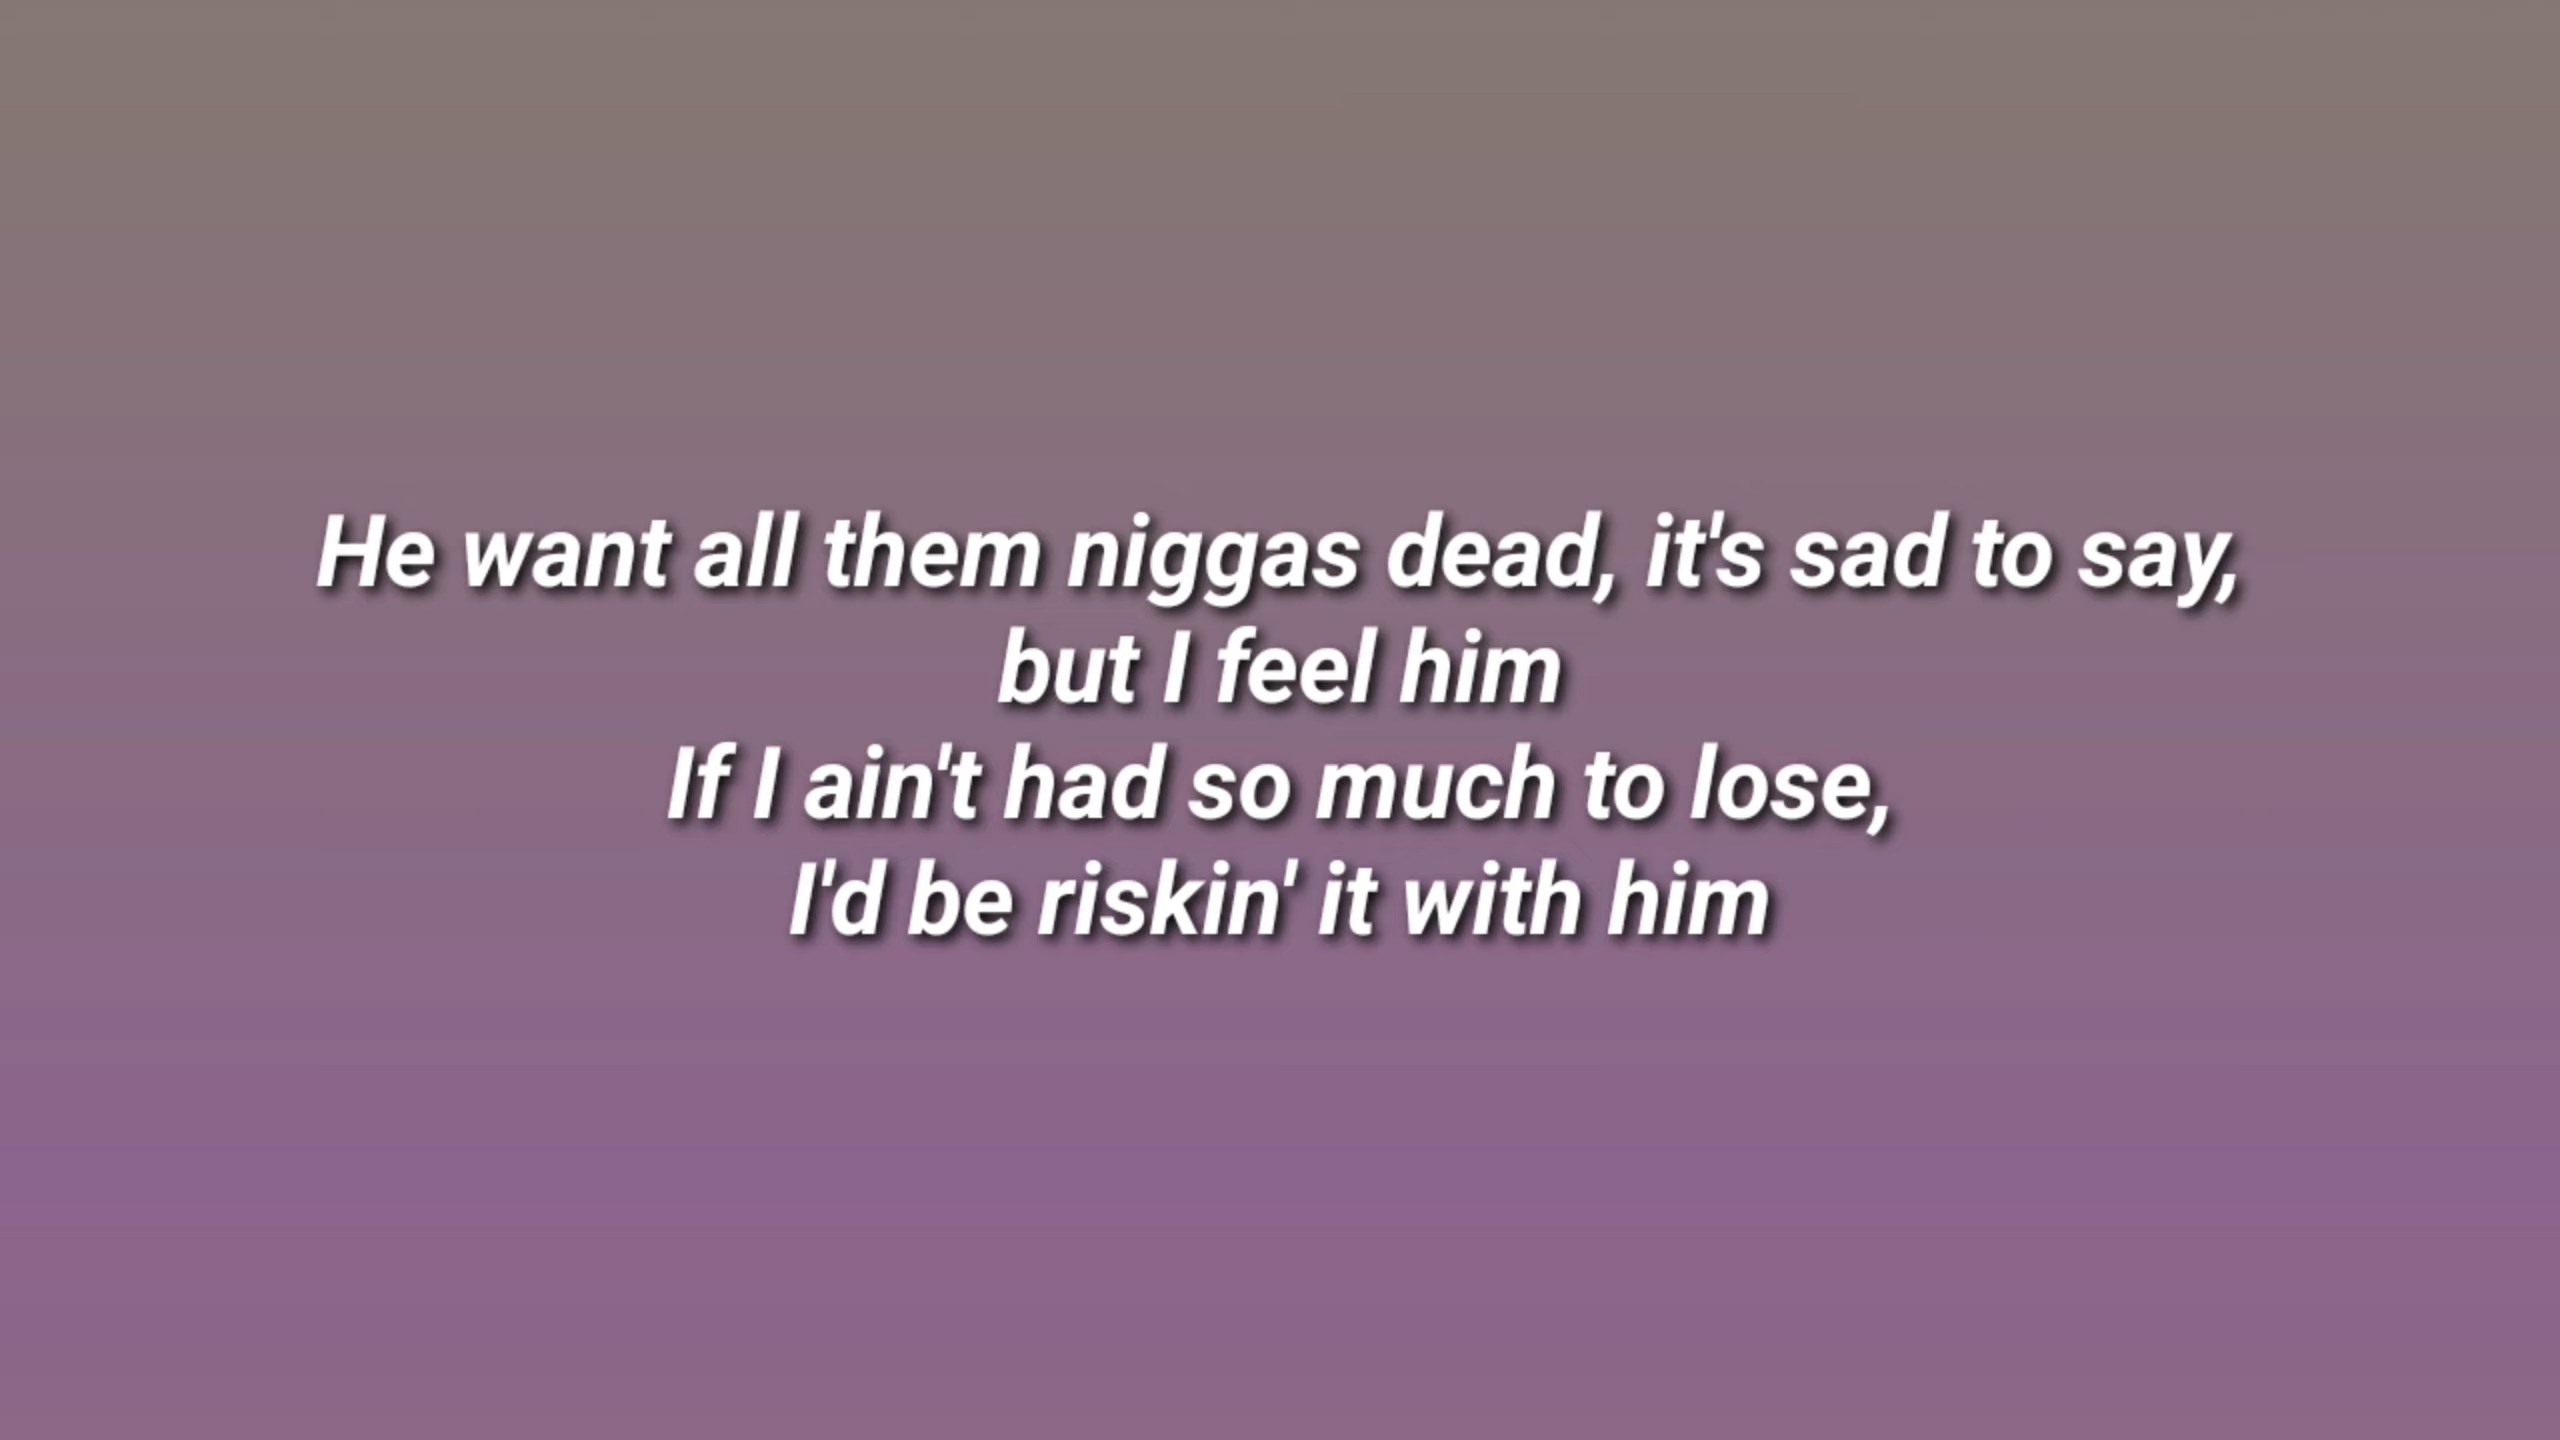 He want all them niggas dead, it's sad to say,
but I feel him
If I ain't had so much to lose,
I'd be riskin' it with him